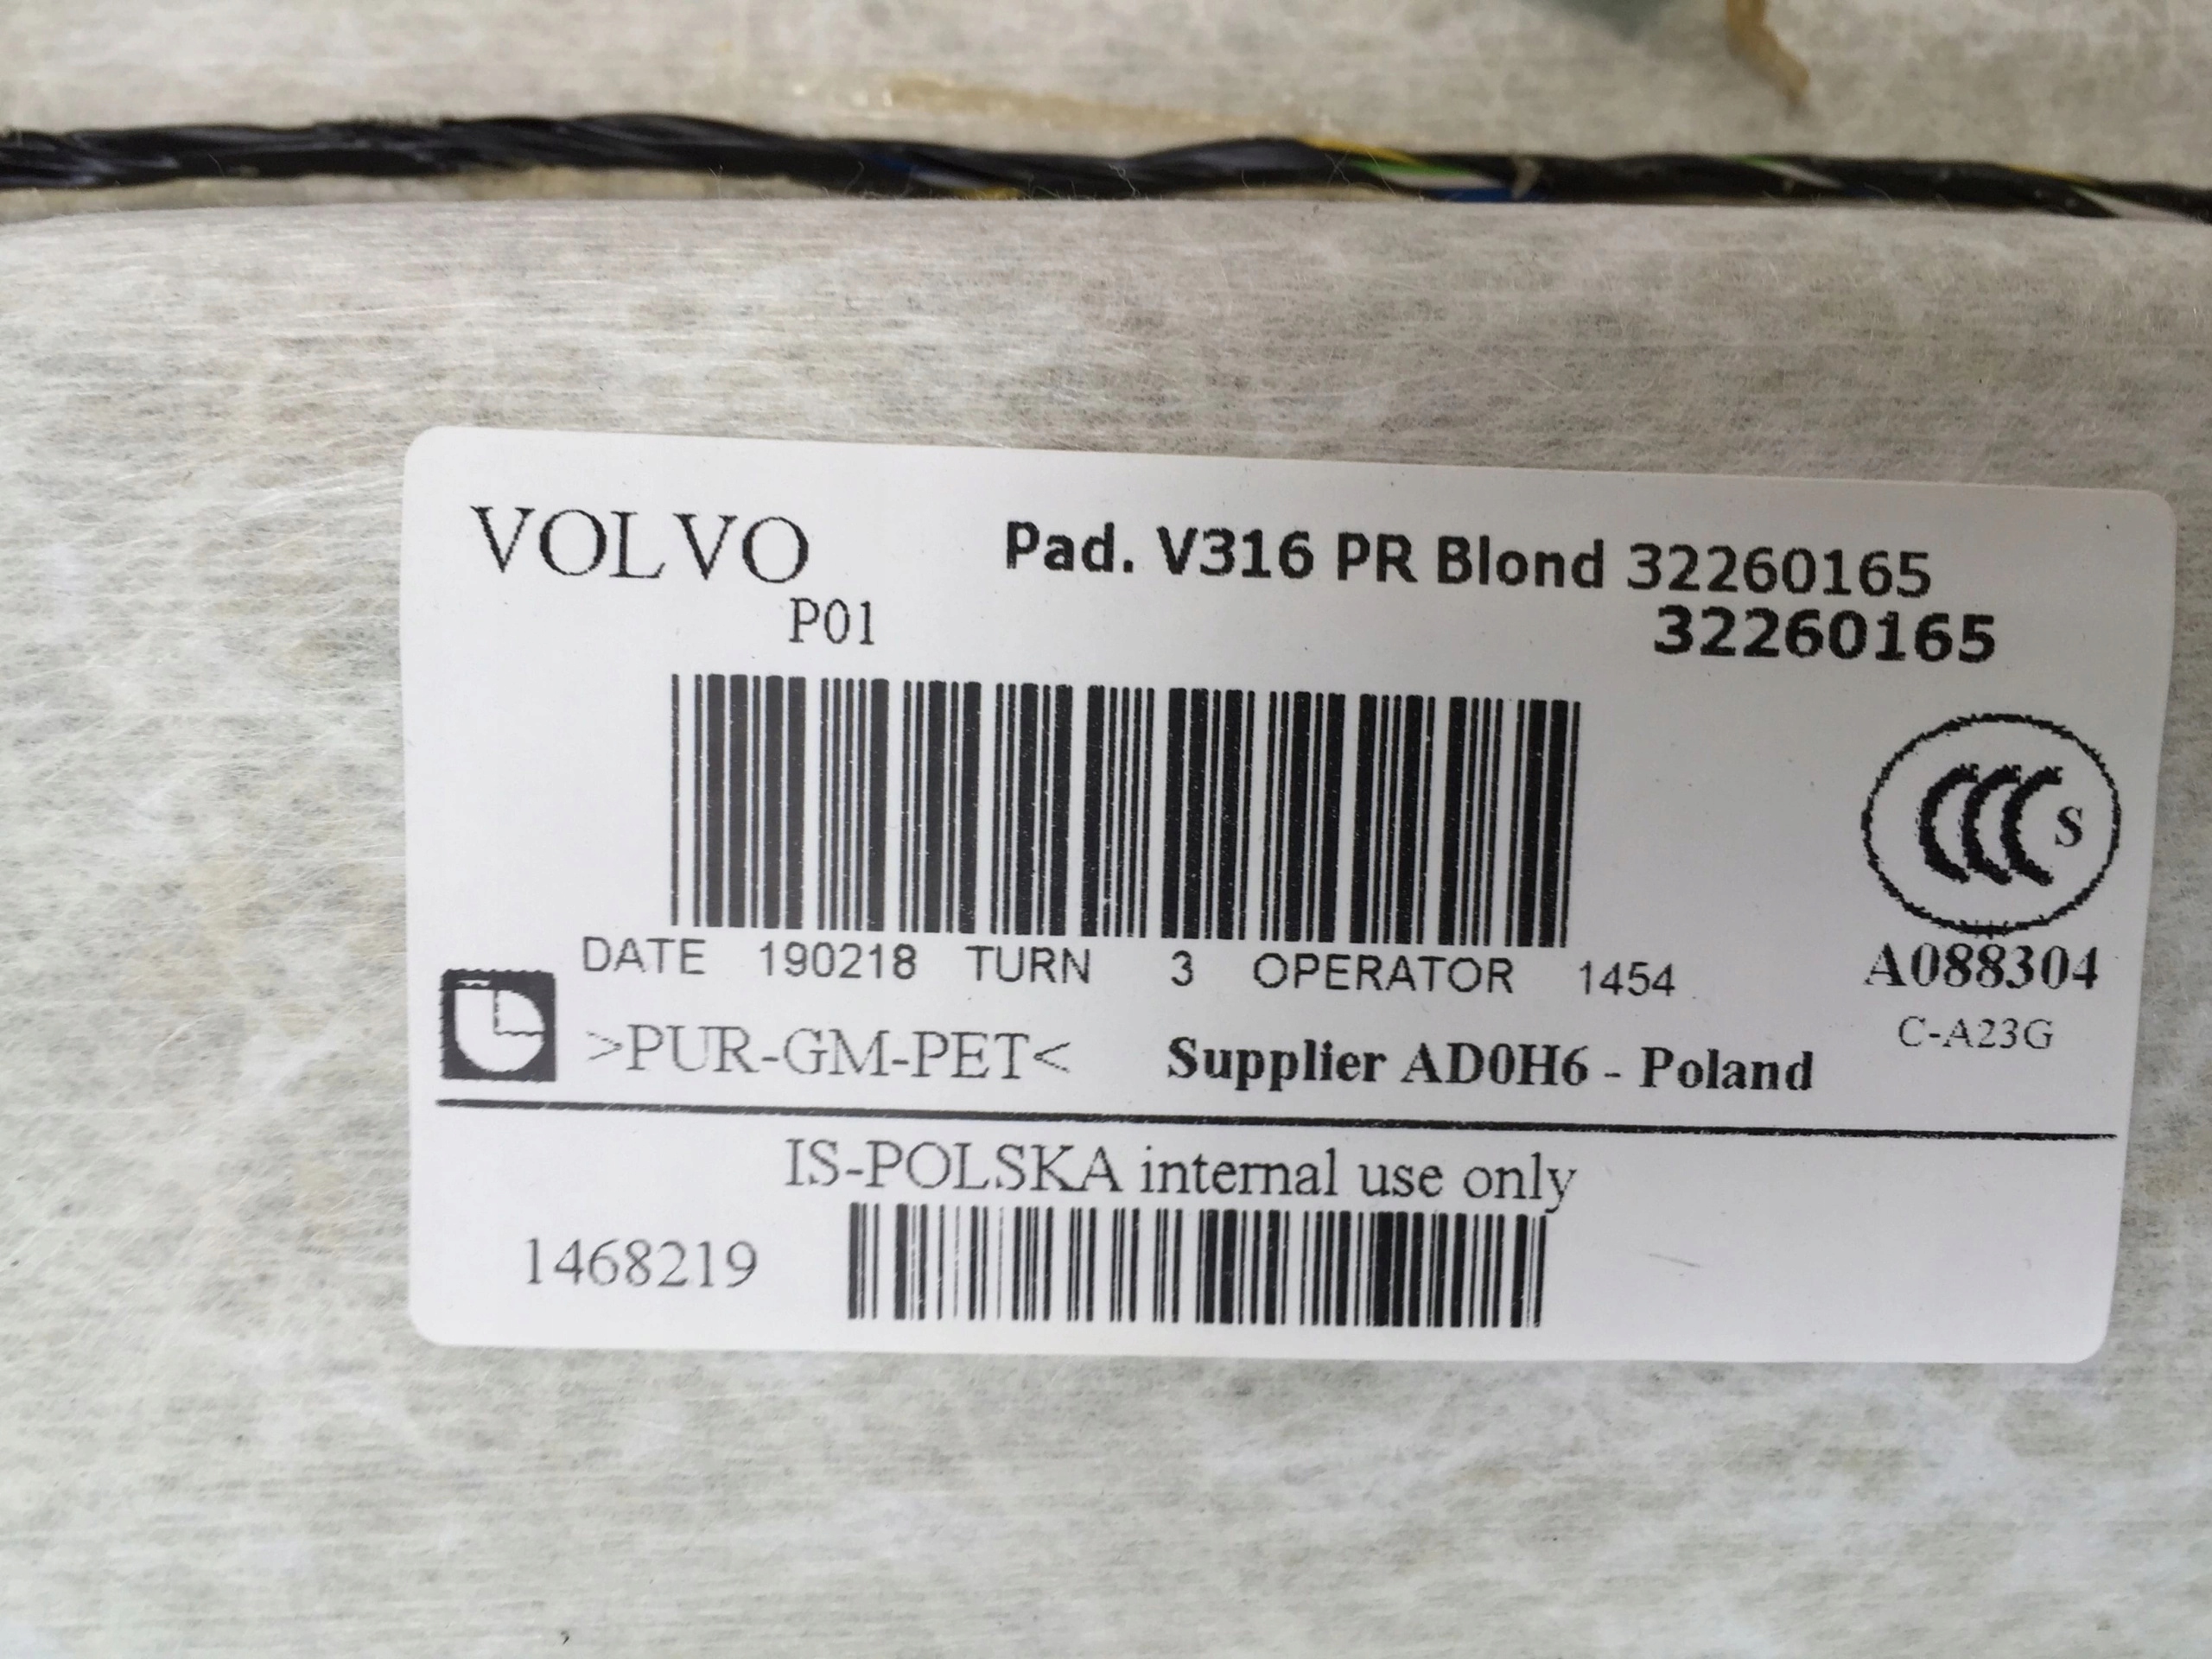 VOLVO
Pad. V316 PR Blond 32260165
P01
32260165
CCC S
DATE 190218 TURN 3 OPERATOR 1454
A088304
C-A23G
>PUR-GM-PET<
Supplier AD0H6 - Poland
IS-POLSKA internal use only
1468219